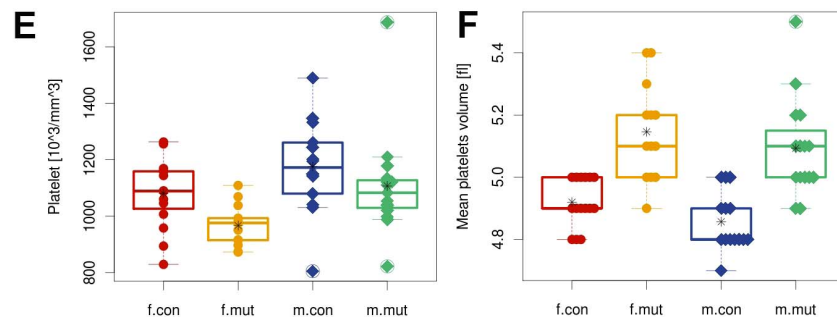 E
Platelet [10^3/mm^3]
1600
1400
1200
1000
800
f.con f.mut m.con m.mut
F
Mean platelets volume [fl]
5.4
5.2
5.0
4.8
f.con f.mut m.con m.mut